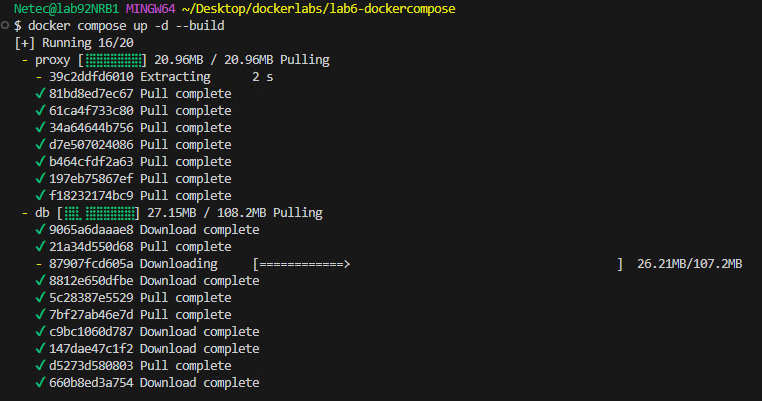 Netec@lab92NRB1 MINGW64 ~/Desktop/dockerlabs/lab6-dockercompose
$ docker compose up -d --build
[+] Running 16/20
- proxy [⣿⣿⣿⣿⣿⣿⣿⣿] 20.96MB / 20.96MB Pulling
- 39c2ddfd6010 Extracting 2 s
✔ 81bd8ed7ec67 Pull complete
✔ 61ca4f733c80 Pull complete
✔ 34a64644b756 Pull complete
✔ d7e507024086 Pull complete
✔ b464cfdf2a63 Pull complete
✔ 197eb75867ef Pull complete
✔ f18232174bc9 Pull complete
- db [⣿⣿⣀⣿⣿⣿⣿⣿⣿⣿] 27.15MB / 108.2MB Pulling
✔ 9065a6daaae8 Download complete
✔ 21a34d550d68 Pull complete
- 87907fcd605a Downloading [============> ] 26.21MB/107.2MB
✔ 8812e650dfbe Download complete
✔ 5c28387e5529 Pull complete
✔ 7bf27ab46e7d Pull complete
✔ c9bc1060d787 Download complete
✔ 147dae47c1f2 Download complete
✔ d5273d580803 Pull complete
✔ 660b8ed3a754 Download complete